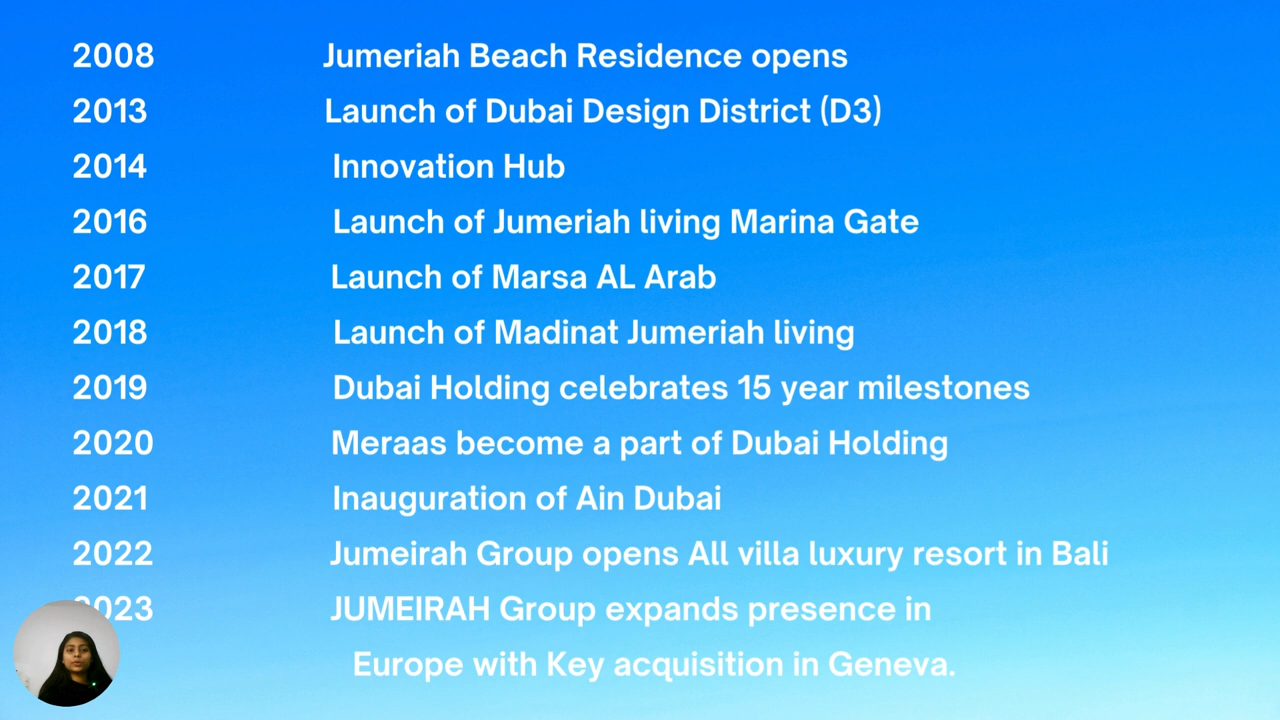 2008 Jumeriah Beach Residence opens
2013 Launch of Dubai Design District (D3)
2014 Innovation Hub
2016 Launch of Jumeriah living Marina Gate
2017 Launch of Marsa AL Arab
2018 Launch of Madinat Jumeriah living
2019 Dubai Holding celebrates 15 year milestones
2020 Meraas become a part of Dubai Holding
2021 Inauguration of Ain Dubai
2022 Jumeirah Group opens All villa luxury resort in Bali
2023 JUMEIRAH Group expands presence in
Europe with Key acquisition in Geneva.